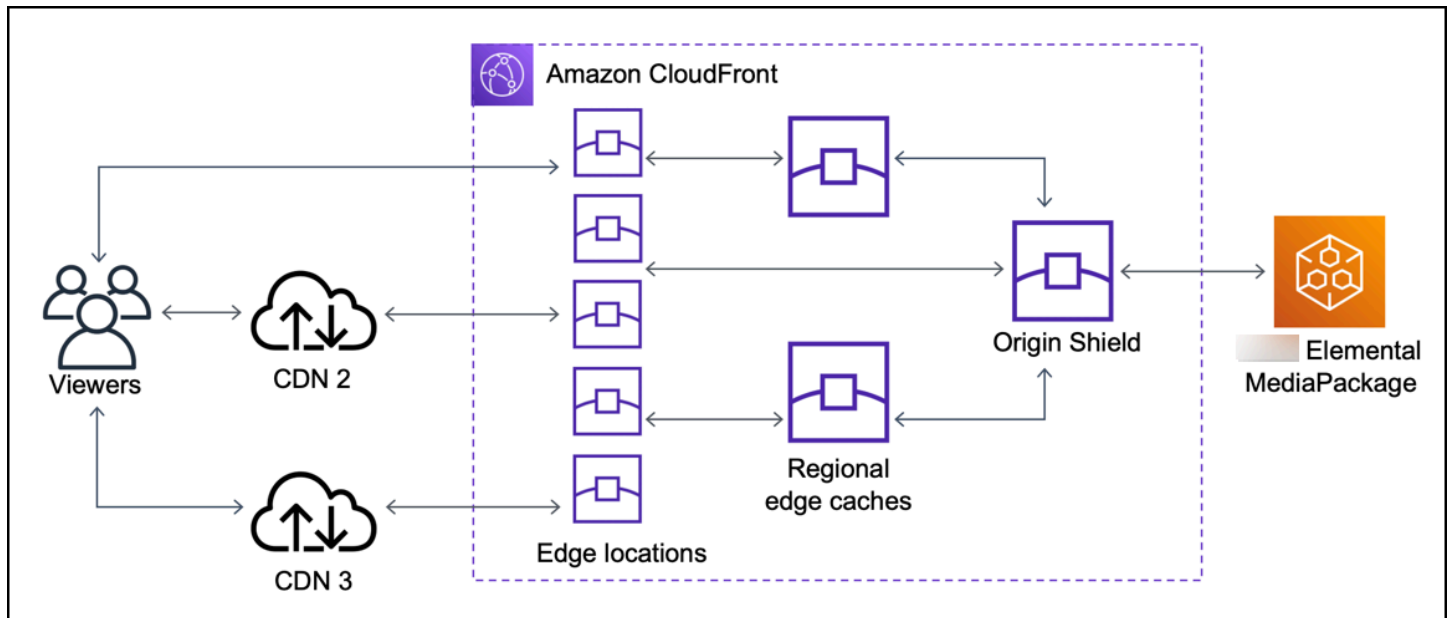 Amazon CloudFront
Viewers
CDN 2
CDN 3
Edge locations
Regional
edge caches
Origin Shield
Elemental
MediaPackage